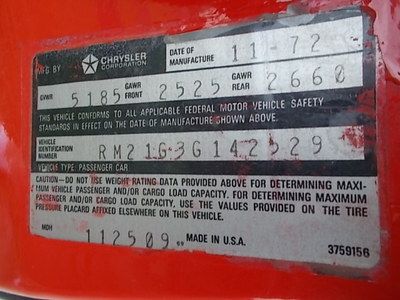 MFG BY CHRYSLER CORPORATION DATE OF MANUFACTURE 11-72
GVWR 5185 GAWR FRONT 2525 GAWR REAR 2660
THIS VEHICLE CONFORMS TO ALL APPLICABLE FEDERAL MOTOR VEHICLE SAFETY
STANDARDS IN EFFECT ON THE DATE OF MANUFACTURE SHOWN ABOVE.
VEHICLE IDENTIFICATION NUMBER RM21G3G142529
VEHICLE TYPE: PASSENGER CAR
CAUTION—DO NOT USE WEIGHT RATING DATA PROVIDED ABOVE FOR DETERMINING MAXI-
MUM VEHICLE PASSENGER AND/OR CARGO LOAD CAPACITY. FOR DETERMINING MAXIMUM
PASSENGER AND/OR CARGO LOAD CAPACITY, USE THE VALUES PROVIDED ON THE TIRE
PRESSURE PLACARD AFFIXED ELSEWHERE ON THIS VEHICLE.
MDH 112509 MADE IN U.S.A.
3759156